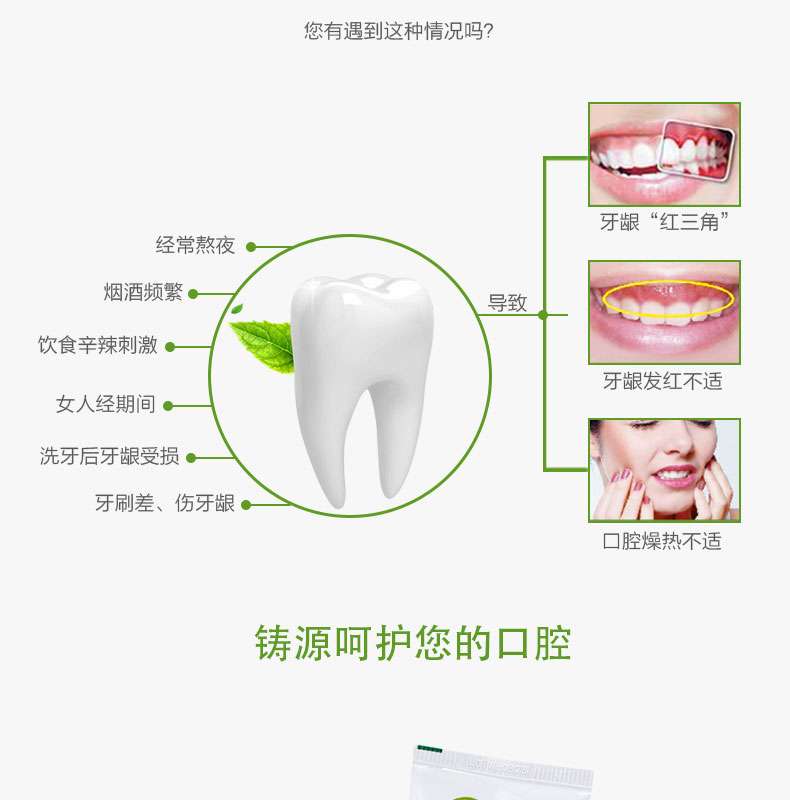 您有遇到这种情况吗?
经常熬夜
烟酒频繁
饮食辛辣刺激
女人经期间
洗牙后牙龈受损
牙刷差、伤牙龈
导致
牙龈“红三角”
牙龈发红不适
口腔燥热不适
铸源呵护您的口腔